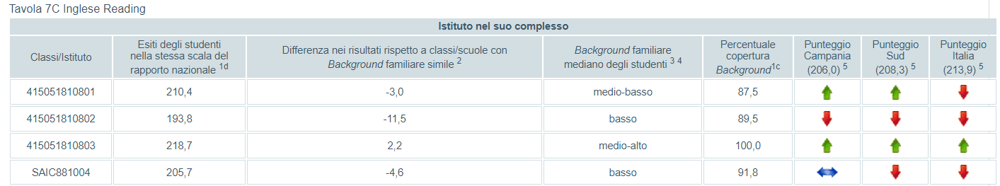 Tavola 7C Inglese Reading
Istituto nel suo complesso
Classi/Istituto
Esiti degli studenti
nella stessa scala del
rapporto nazionale 1d
Differenza nei risultati rispetto a classi/scuole con
Background familiare simile 2
Background familiare
mediano degli studenti 3 4
Percentuale
copertura
Background1c
Punteggio
Campania
(206,0) 5
Punteggio
Sud
(208,3) 5
Punteggio
Italia
(213,9) 5
415051810801 210,4 -3,0 medio-basso 87,5
415051810802 193,8 -11,5 basso 89,5
415051810803 218,7 2,2 medio-alto 100,0
SAIC881004 205,7 -4,6 basso 91,8